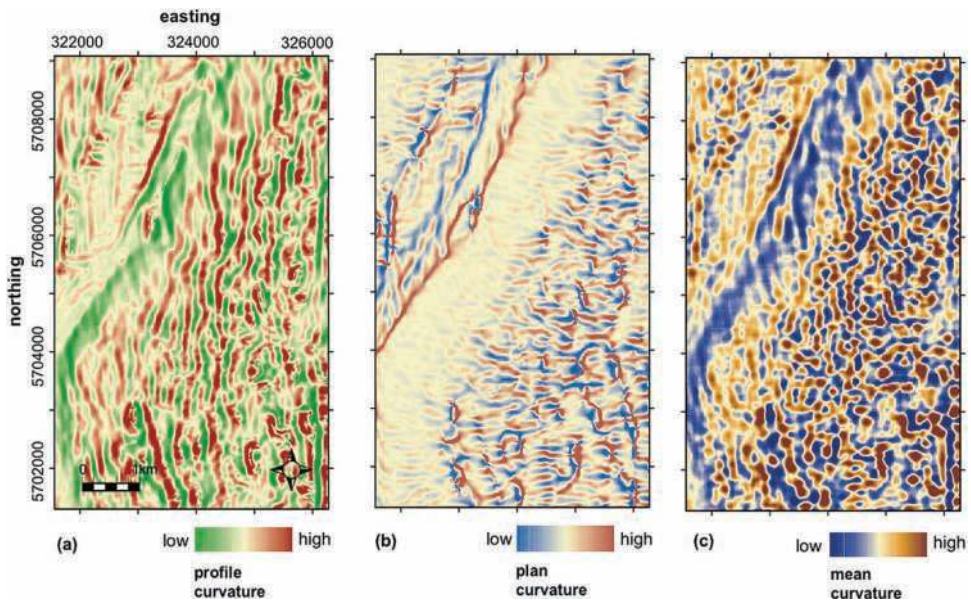 easting
322000 324000 326000
northing
5708000
5706000
5704000
5702000
0 1km
(a) low high
profile
curvature
(b) low high
plan
curvature
(c) low high
mean
curvature